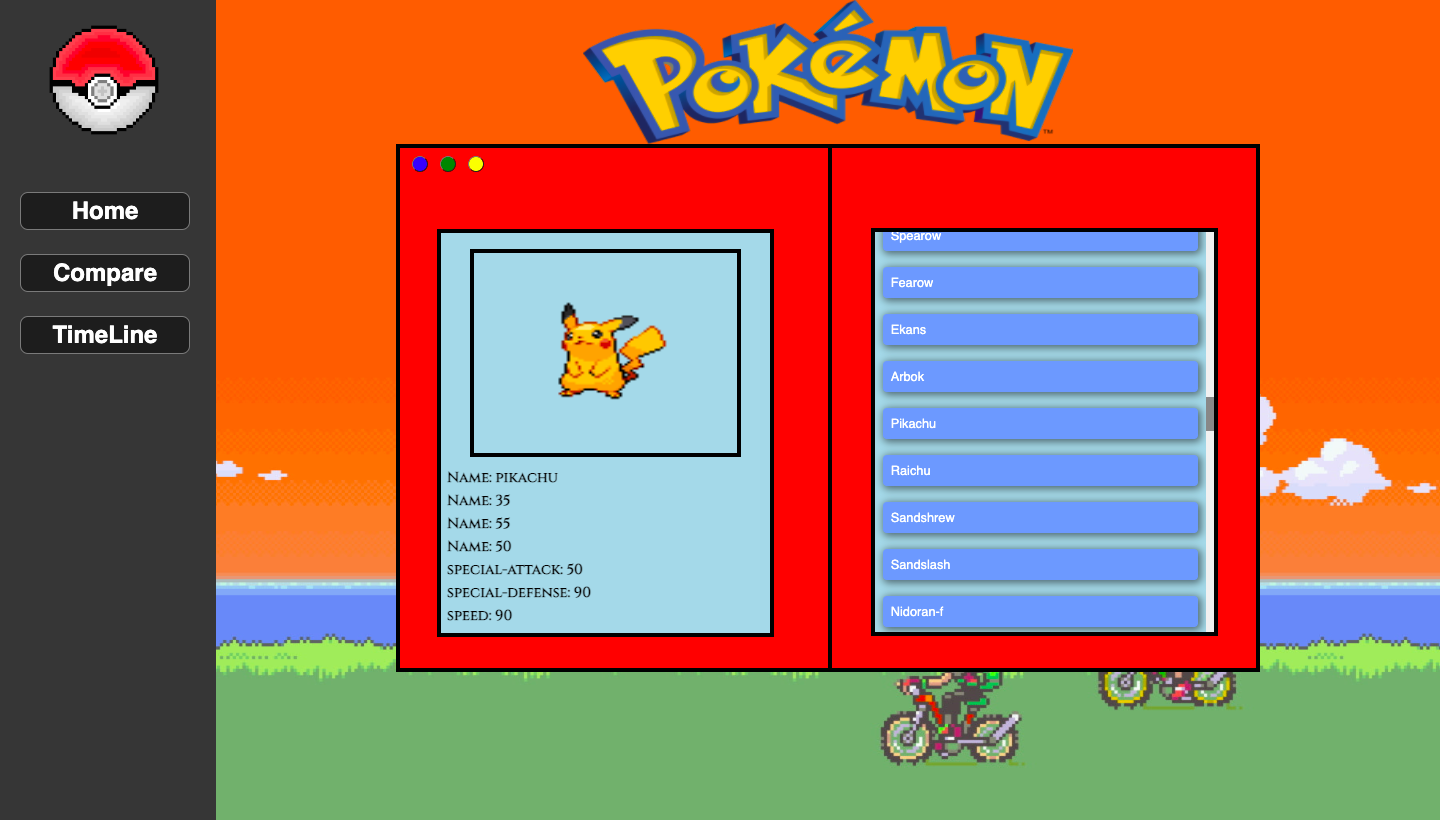 POKéMON
™
Home
Compare
TimeLine
Name: pikachu
Name: 35
Name: 55
Name: 50
special-attack: 50
special-defense: 90
speed: 90
Spearow
Fearow
Ekans
Arbok
Pikachu
Raichu
Sandshrew
Sandslash
Nidoran-f